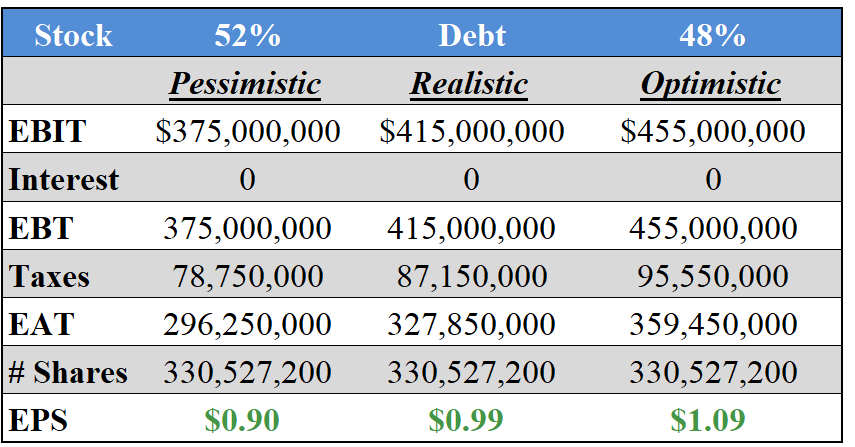 Stock 52% Debt 48%
Pessimistic Realistic Optimistic
EBIT $375,000,000 $415,000,000 $455,000,000
Interest 0 0 0
EBT 375,000,000 415,000,000 455,000,000
Taxes 78,750,000 87,150,000 95,550,000
EAT 296,250,000 327,850,000 359,450,000
# Shares 330,527,200 330,527,200 330,527,200
EPS $0.90 $0.99 $1.09